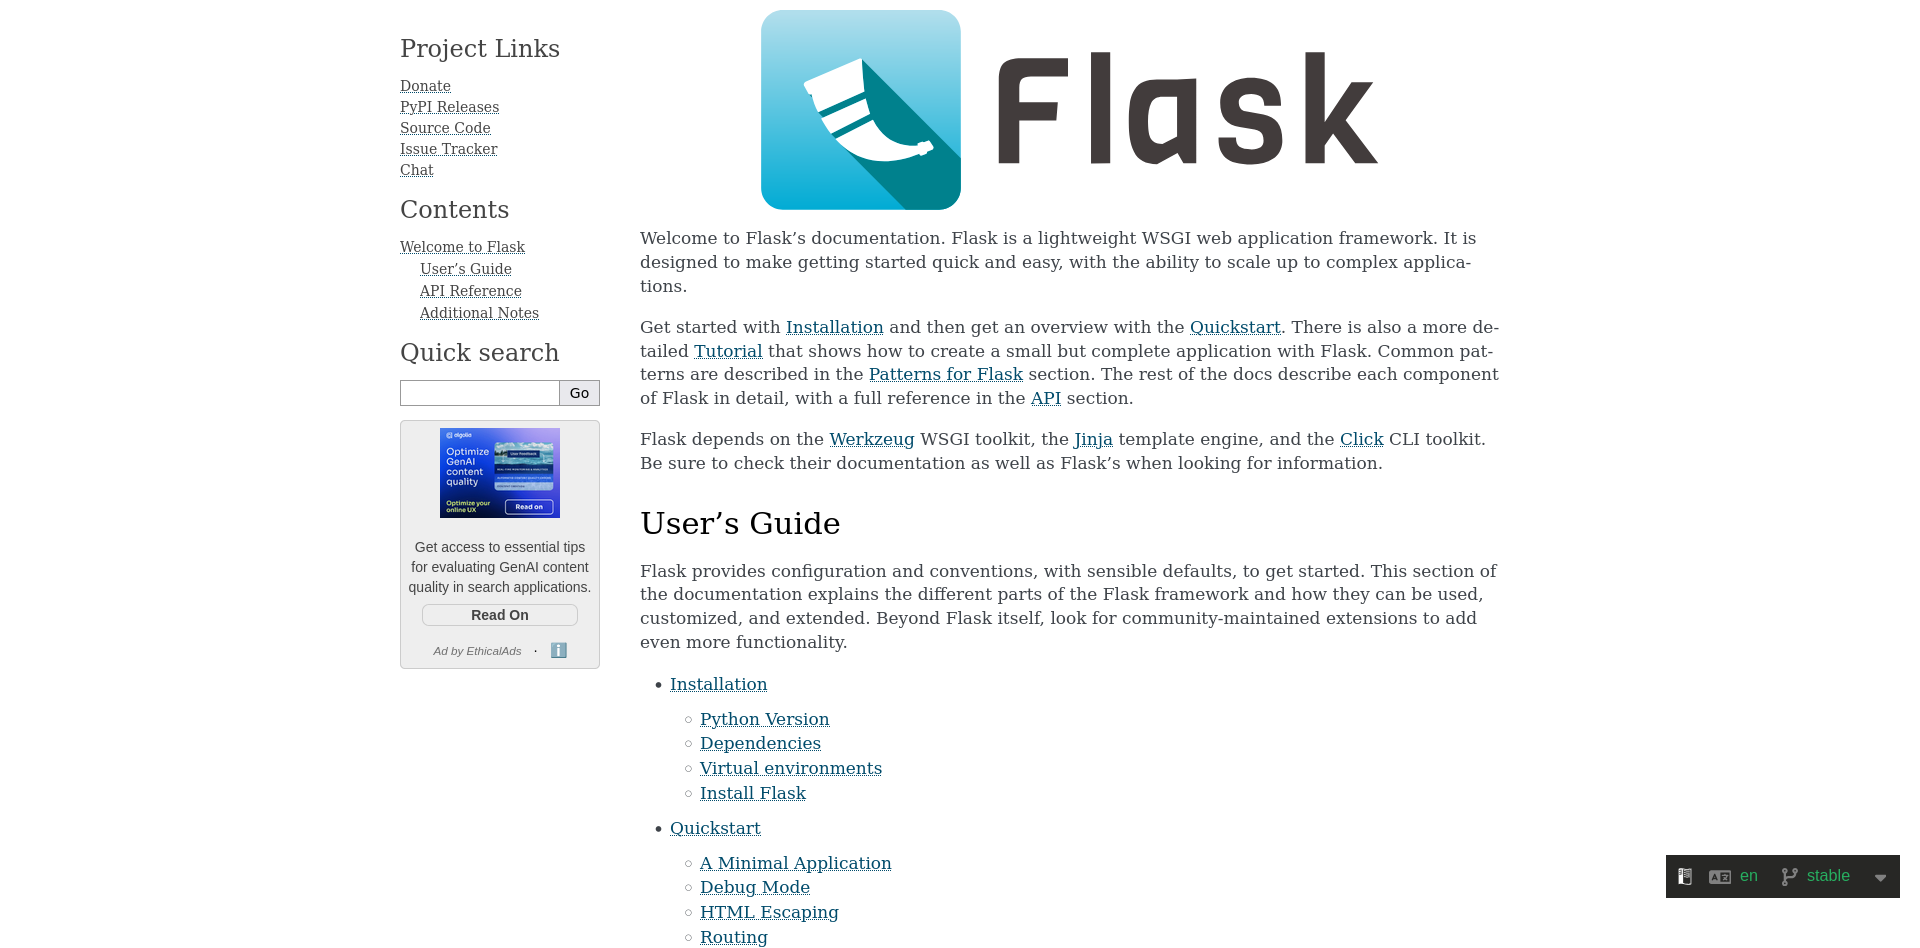 Project Links
Donate
PyPI Releases
Source Code
Issue Tracker
Chat
Contents
Welcome to Flask
User’s Guide
API Reference
Additional Notes
Quick search
Go
algolia
Optimize
GenAI
content
quality
User Feedback
Optimize your
online UX
Read on
Get access to essential tips
for evaluating GenAI content
quality in search applications.
Read On
Ad by EthicalAds · ℹ️
Flask
Welcome to Flask’s documentation. Flask is a lightweight WSGI web application framework. It is
designed to make getting started quick and easy, with the ability to scale up to complex applica-
tions.
Get started with Installation and then get an overview with the Quickstart. There is also a more de-
tailed Tutorial that shows how to create a small but complete application with Flask. Common pat-
terns are described in the Patterns for Flask section. The rest of the docs describe each component
of Flask in detail, with a full reference in the API section.
Flask depends on the Werkzeug WSGI toolkit, the Jinja template engine, and the Click CLI toolkit.
Be sure to check their documentation as well as Flask’s when looking for information.
User’s Guide
Flask provides configuration and conventions, with sensible defaults, to get started. This section of
the documentation explains the different parts of the Flask framework and how they can be used,
customized, and extended. Beyond Flask itself, look for community-maintained extensions to add
even more functionality.
• Installation
○ Python Version
○ Dependencies
○ Virtual environments
○ Install Flask
• Quickstart
○ A Minimal Application
○ Debug Mode
○ HTML Escaping
○ Routing
en stable